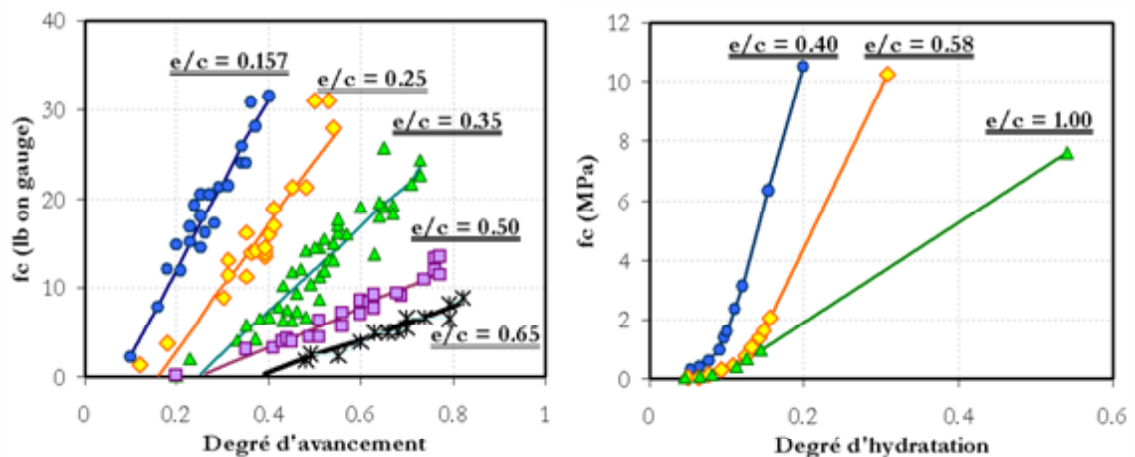 fc (lb on gauge)
40
30
20
10
0
0
0.2
0.4
0.6
0.8
1
Degré d'avancement
e/c = 0.157
e/c = 0.25
e/c = 0.35
e/c = 0.50
e/c = 0.65
fc (MPa)
12
10
8
6
4
2
0
0
0.2
0.4
0.6
Degré d'hydratation
e/c = 0.40
e/c = 0.58
e/c = 1.00